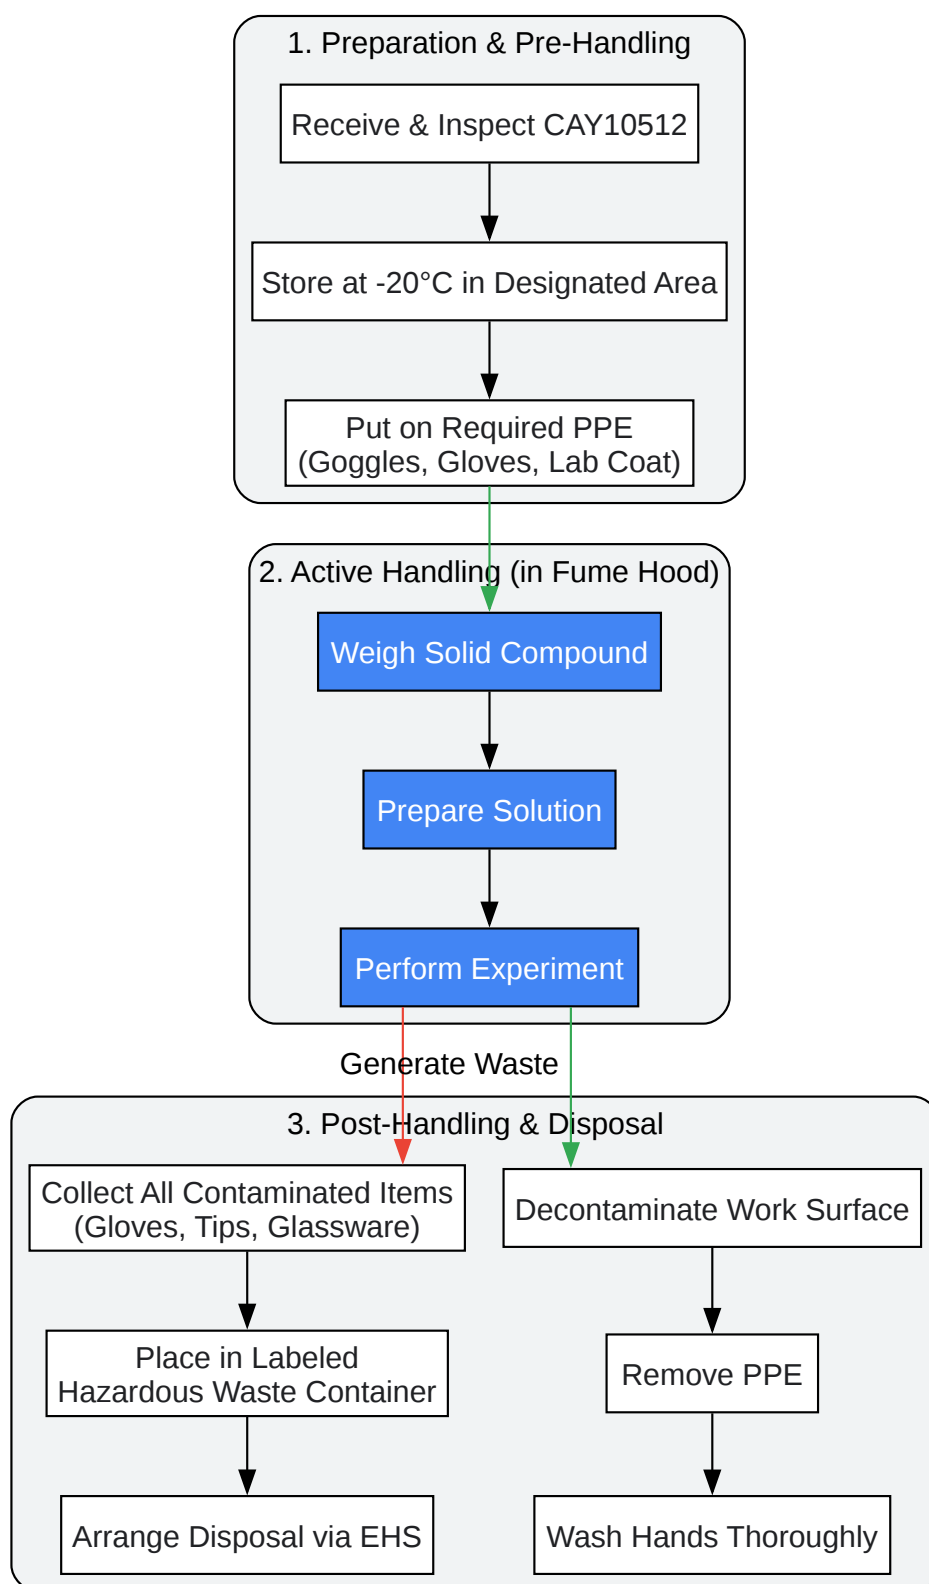 1. Preparation & Pre-Handling
Receive & Inspect CAY10512
Store at -20°C in Designated Area
Put on Required PPE
(Goggles, Gloves, Lab Coat)
2. Active Handling (in Fume Hood)
Weigh Solid Compound
Prepare Solution
Perform Experiment
Generate Waste
3. Post-Handling & Disposal
Collect All Contaminated Items
(Gloves, Tips, Glassware)
Decontaminate Work Surface
Place in Labeled
Hazardous Waste Container
Remove PPE
Arrange Disposal via EHS
Wash Hands Thoroughly